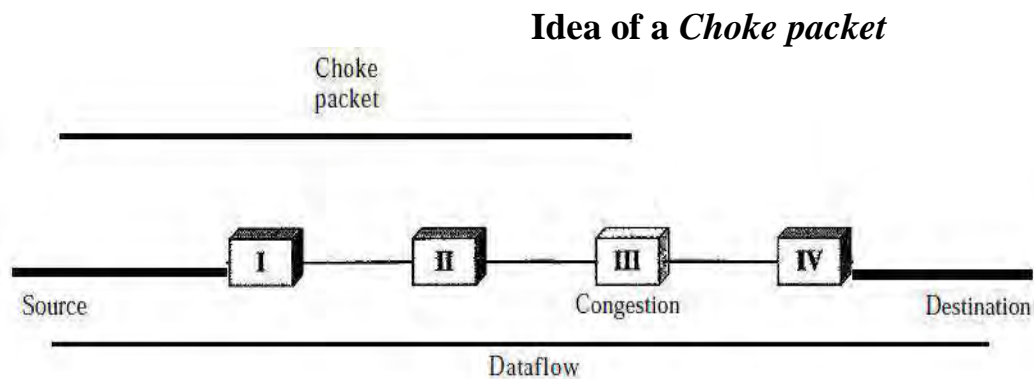 Idea of a Choke packet
Choke
packet
I
II
III
IV
Source
Congestion
Destination
Dataflow